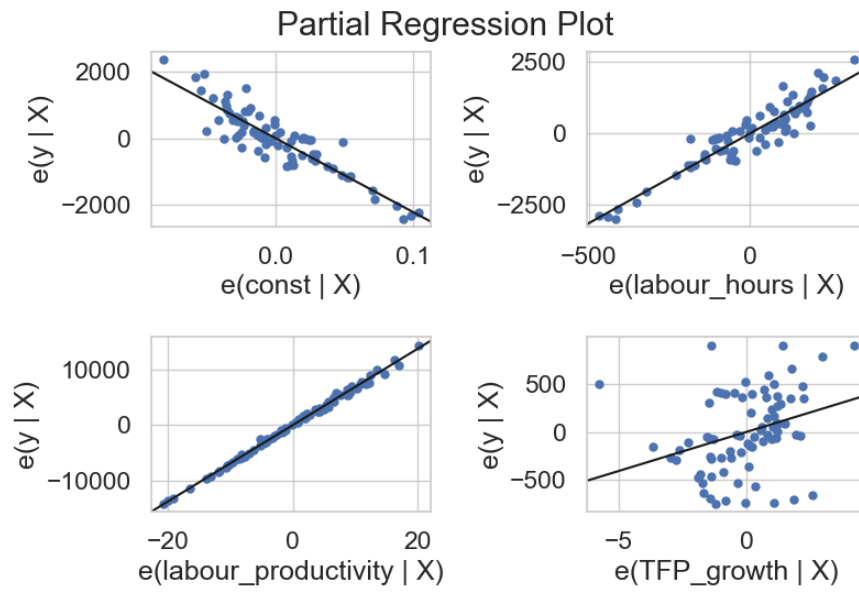 Partial Regression Plot
2000
0
−2000
e(y | X)
0.0
0.1
e(const | X)
2500
0
−2500
e(y | X)
−500
0
e(labour_hours | X)
10000
0
−10000
e(y | X)
−20
0
20
e(labour_productivity | X)
500
0
−500
e(y | X)
−5
0
e(TFP_growth | X)